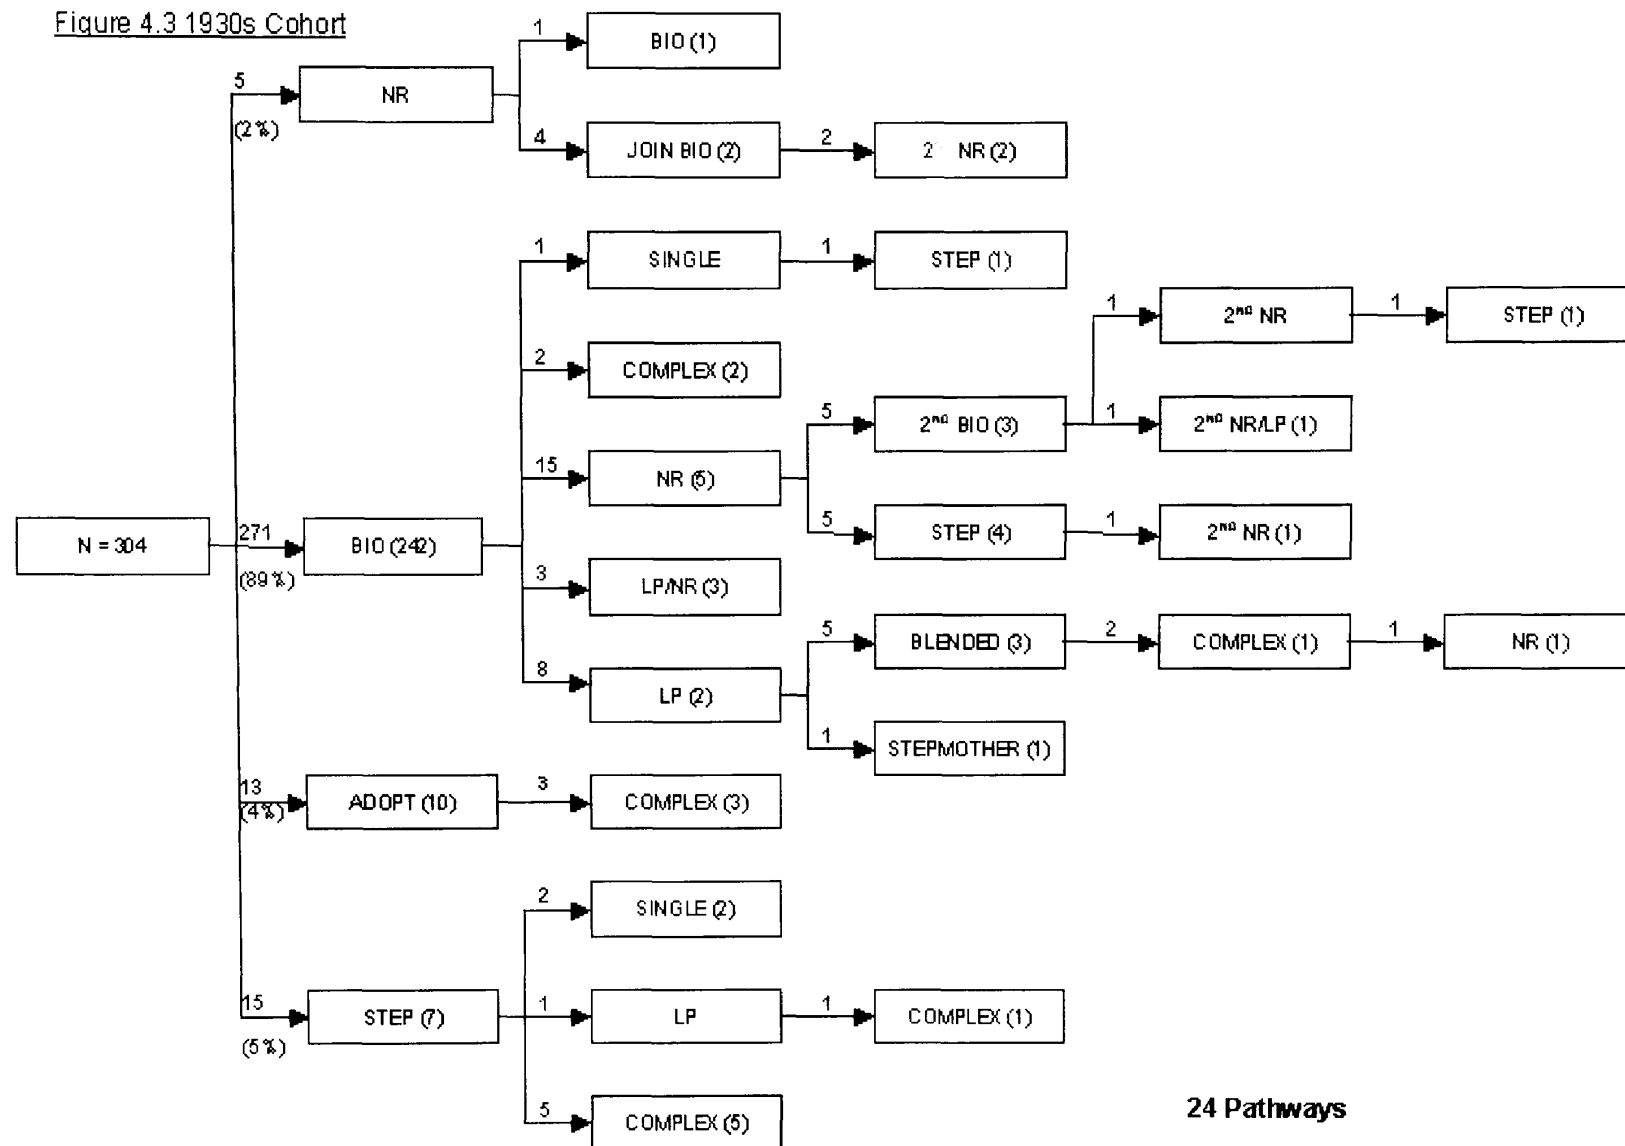 Figure 4.3 1930s Cohort
1
BIO (1)
5
NR
(2%)
4
JOIN BIO (2)
2
2 NR (2)
1
SINGLE
1
STEP (1)
1
2nd NR
1
STEP (1)
2
COMPLEX (2)
5
2nd BIO (3)
1
2nd NR/LP (1)
15
NR (5)
N = 304
271
BIO (242)
(89%)
5
STEP (4)
1
2nd NR (1)
3
LP/NR (3)
5
BLENDED (3)
2
COMPLEX (1)
1
NR (1)
8
LP (2)
1
STEPMOTHER (1)
13
ADOPT (10)
(4%)
3
COMPLEX (3)
2
SINGLE (2)
15
STEP (7)
(5%)
1
LP
1
COMPLEX (1)
5
COMPLEX (5)
24 Pathways